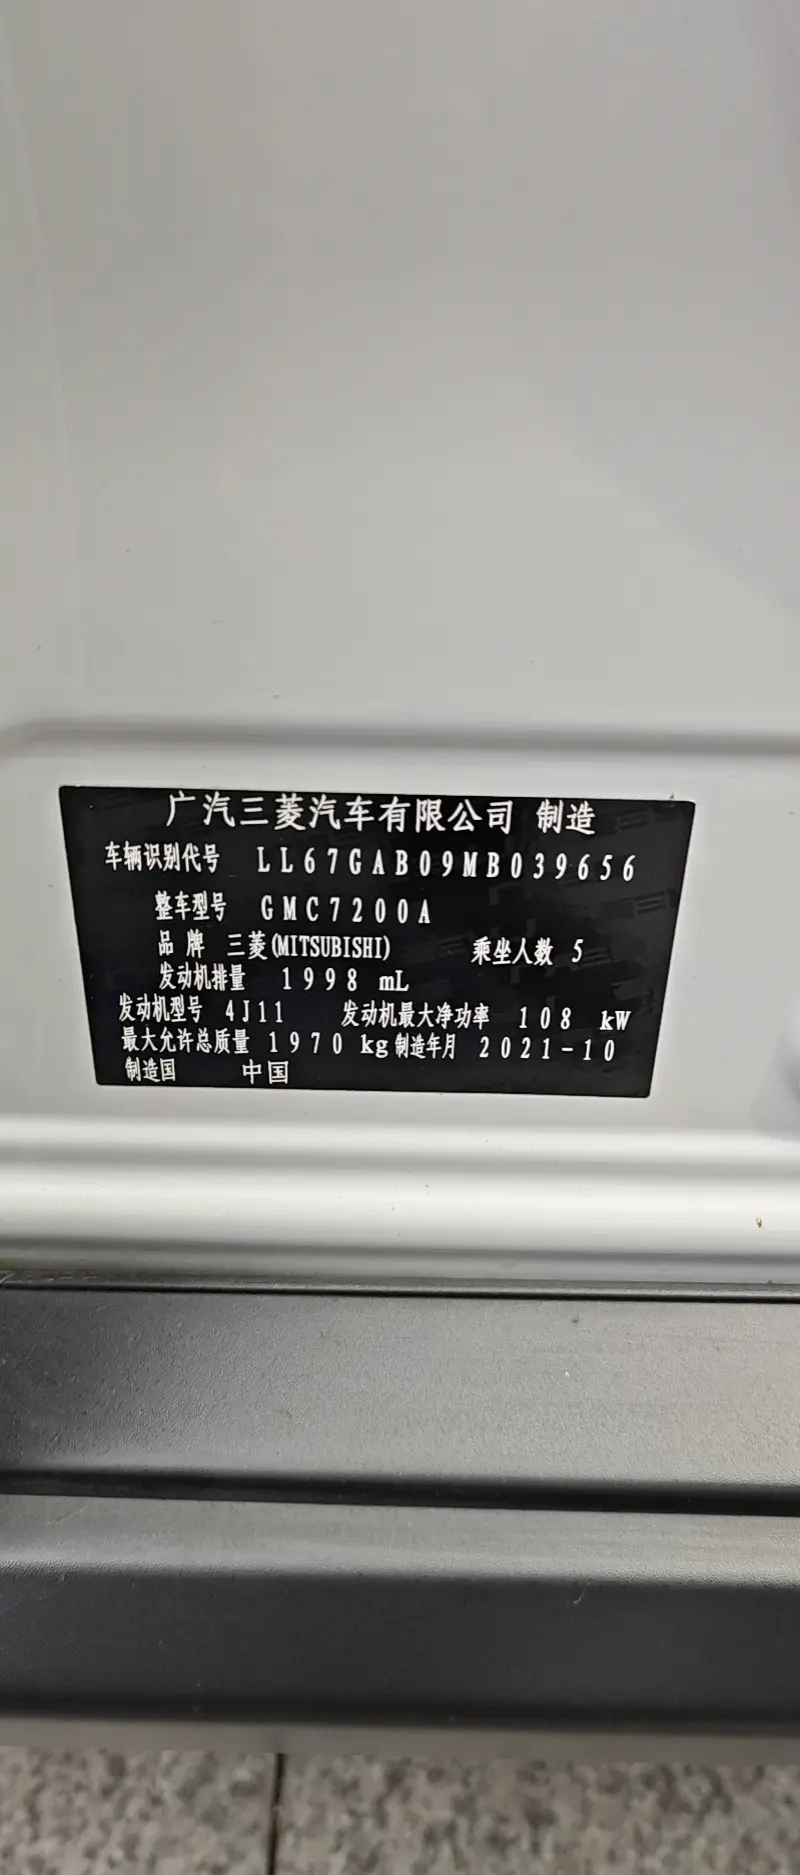 广汽三菱汽车有限公司 制造
车辆识别代号 LL67GAB09MB039656
整车型号 GMC7200A
品牌 三菱(MITSUBISHI) 乘坐人数 5
发动机排量 1998 mL
发动机型号 4J11 发动机最大净功率 108 kW
最大允许总质量 1970 kg 制造年月 2021-10
制造国 中国